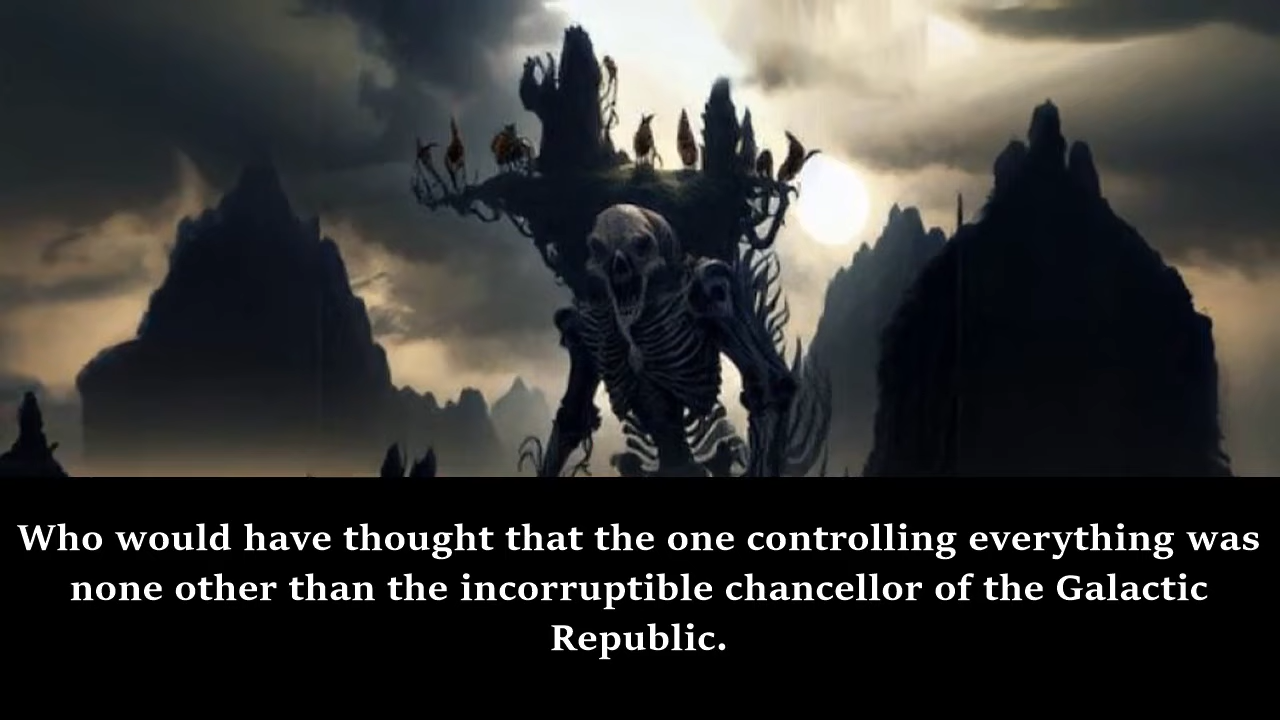 Who would have thought that the one controlling everything was
none other than the incorruptible chancellor of the Galactic
Republic.